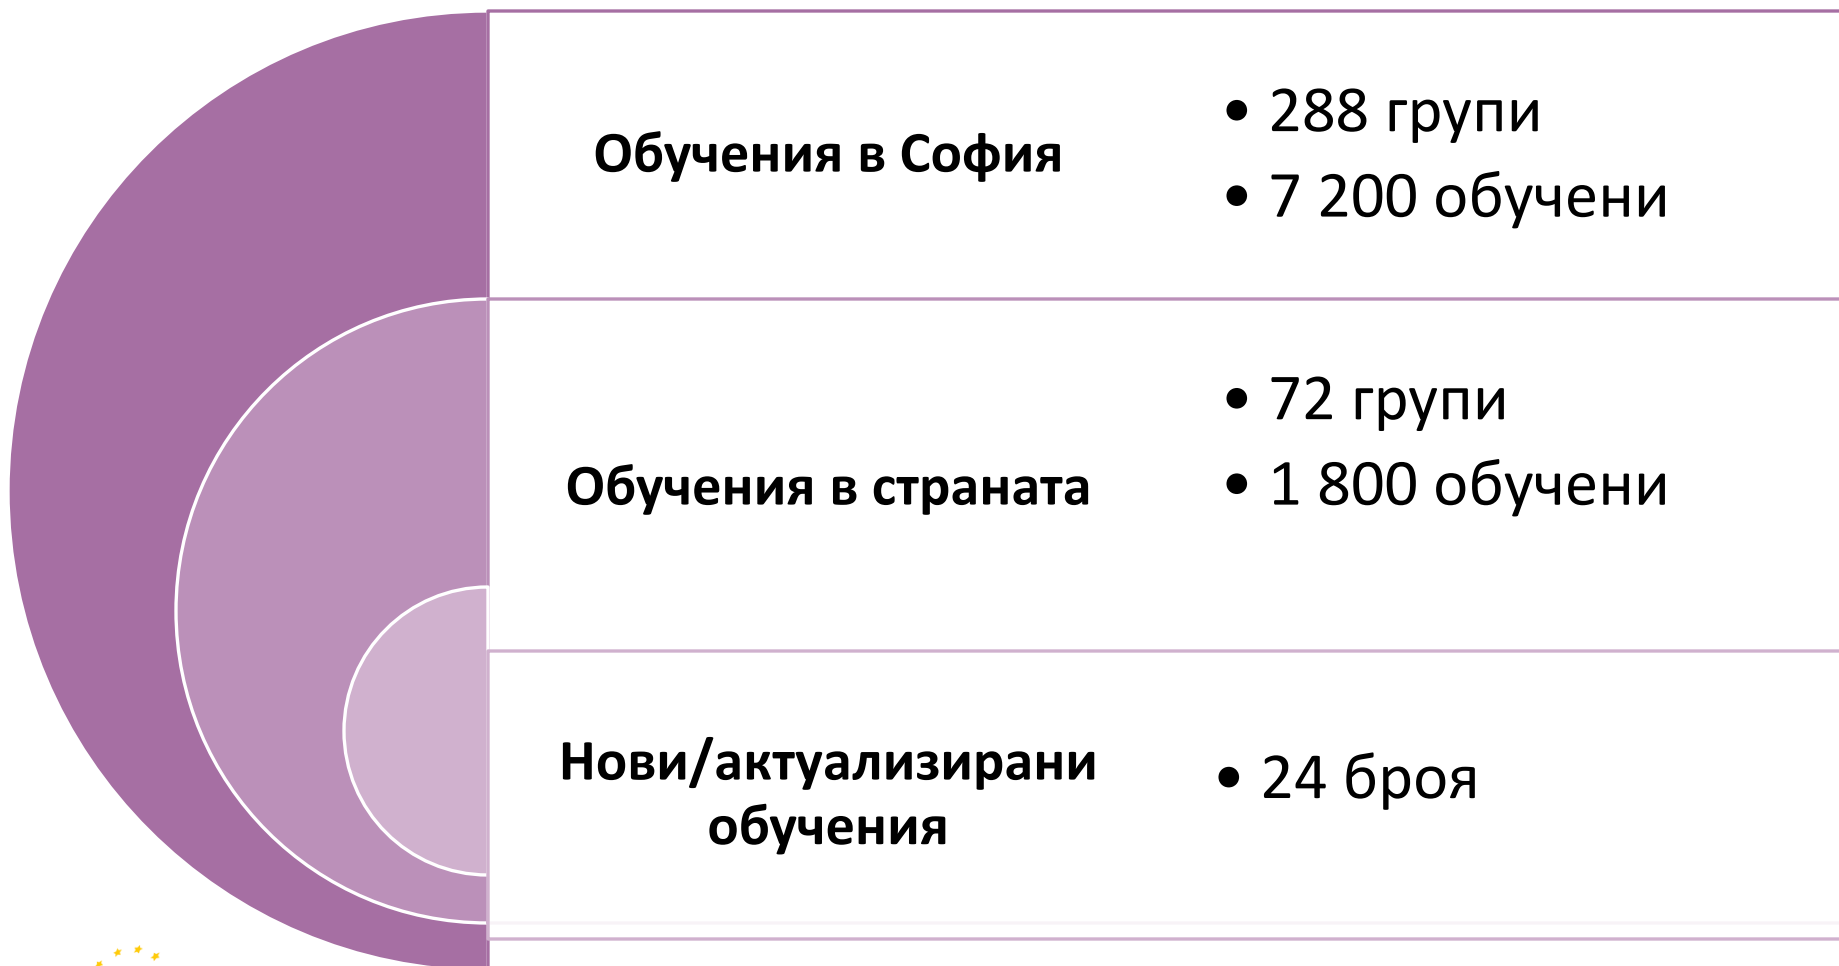 Обучения в София
• 288 групи
• 7 200 обучени
Обучения в страната
• 72 групи
• 1 800 обучени
Нови/актуализирани
обучения
• 24 броя